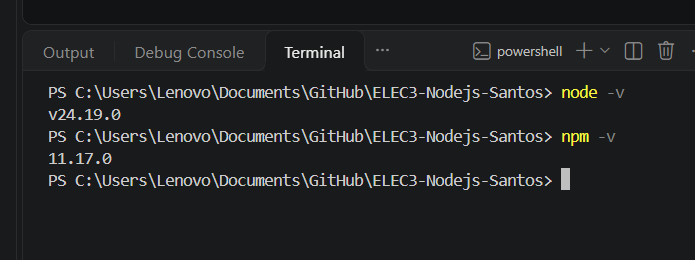 Output Debug Console Terminal ··· powershell
PS C:\Users\Lenovo\Documents\GitHub\ELEC3-Nodejs-Santos> node -v
v24.19.0
PS C:\Users\Lenovo\Documents\GitHub\ELEC3-Nodejs-Santos> npm -v
11.17.0
PS C:\Users\Lenovo\Documents\GitHub\ELEC3-Nodejs-Santos>